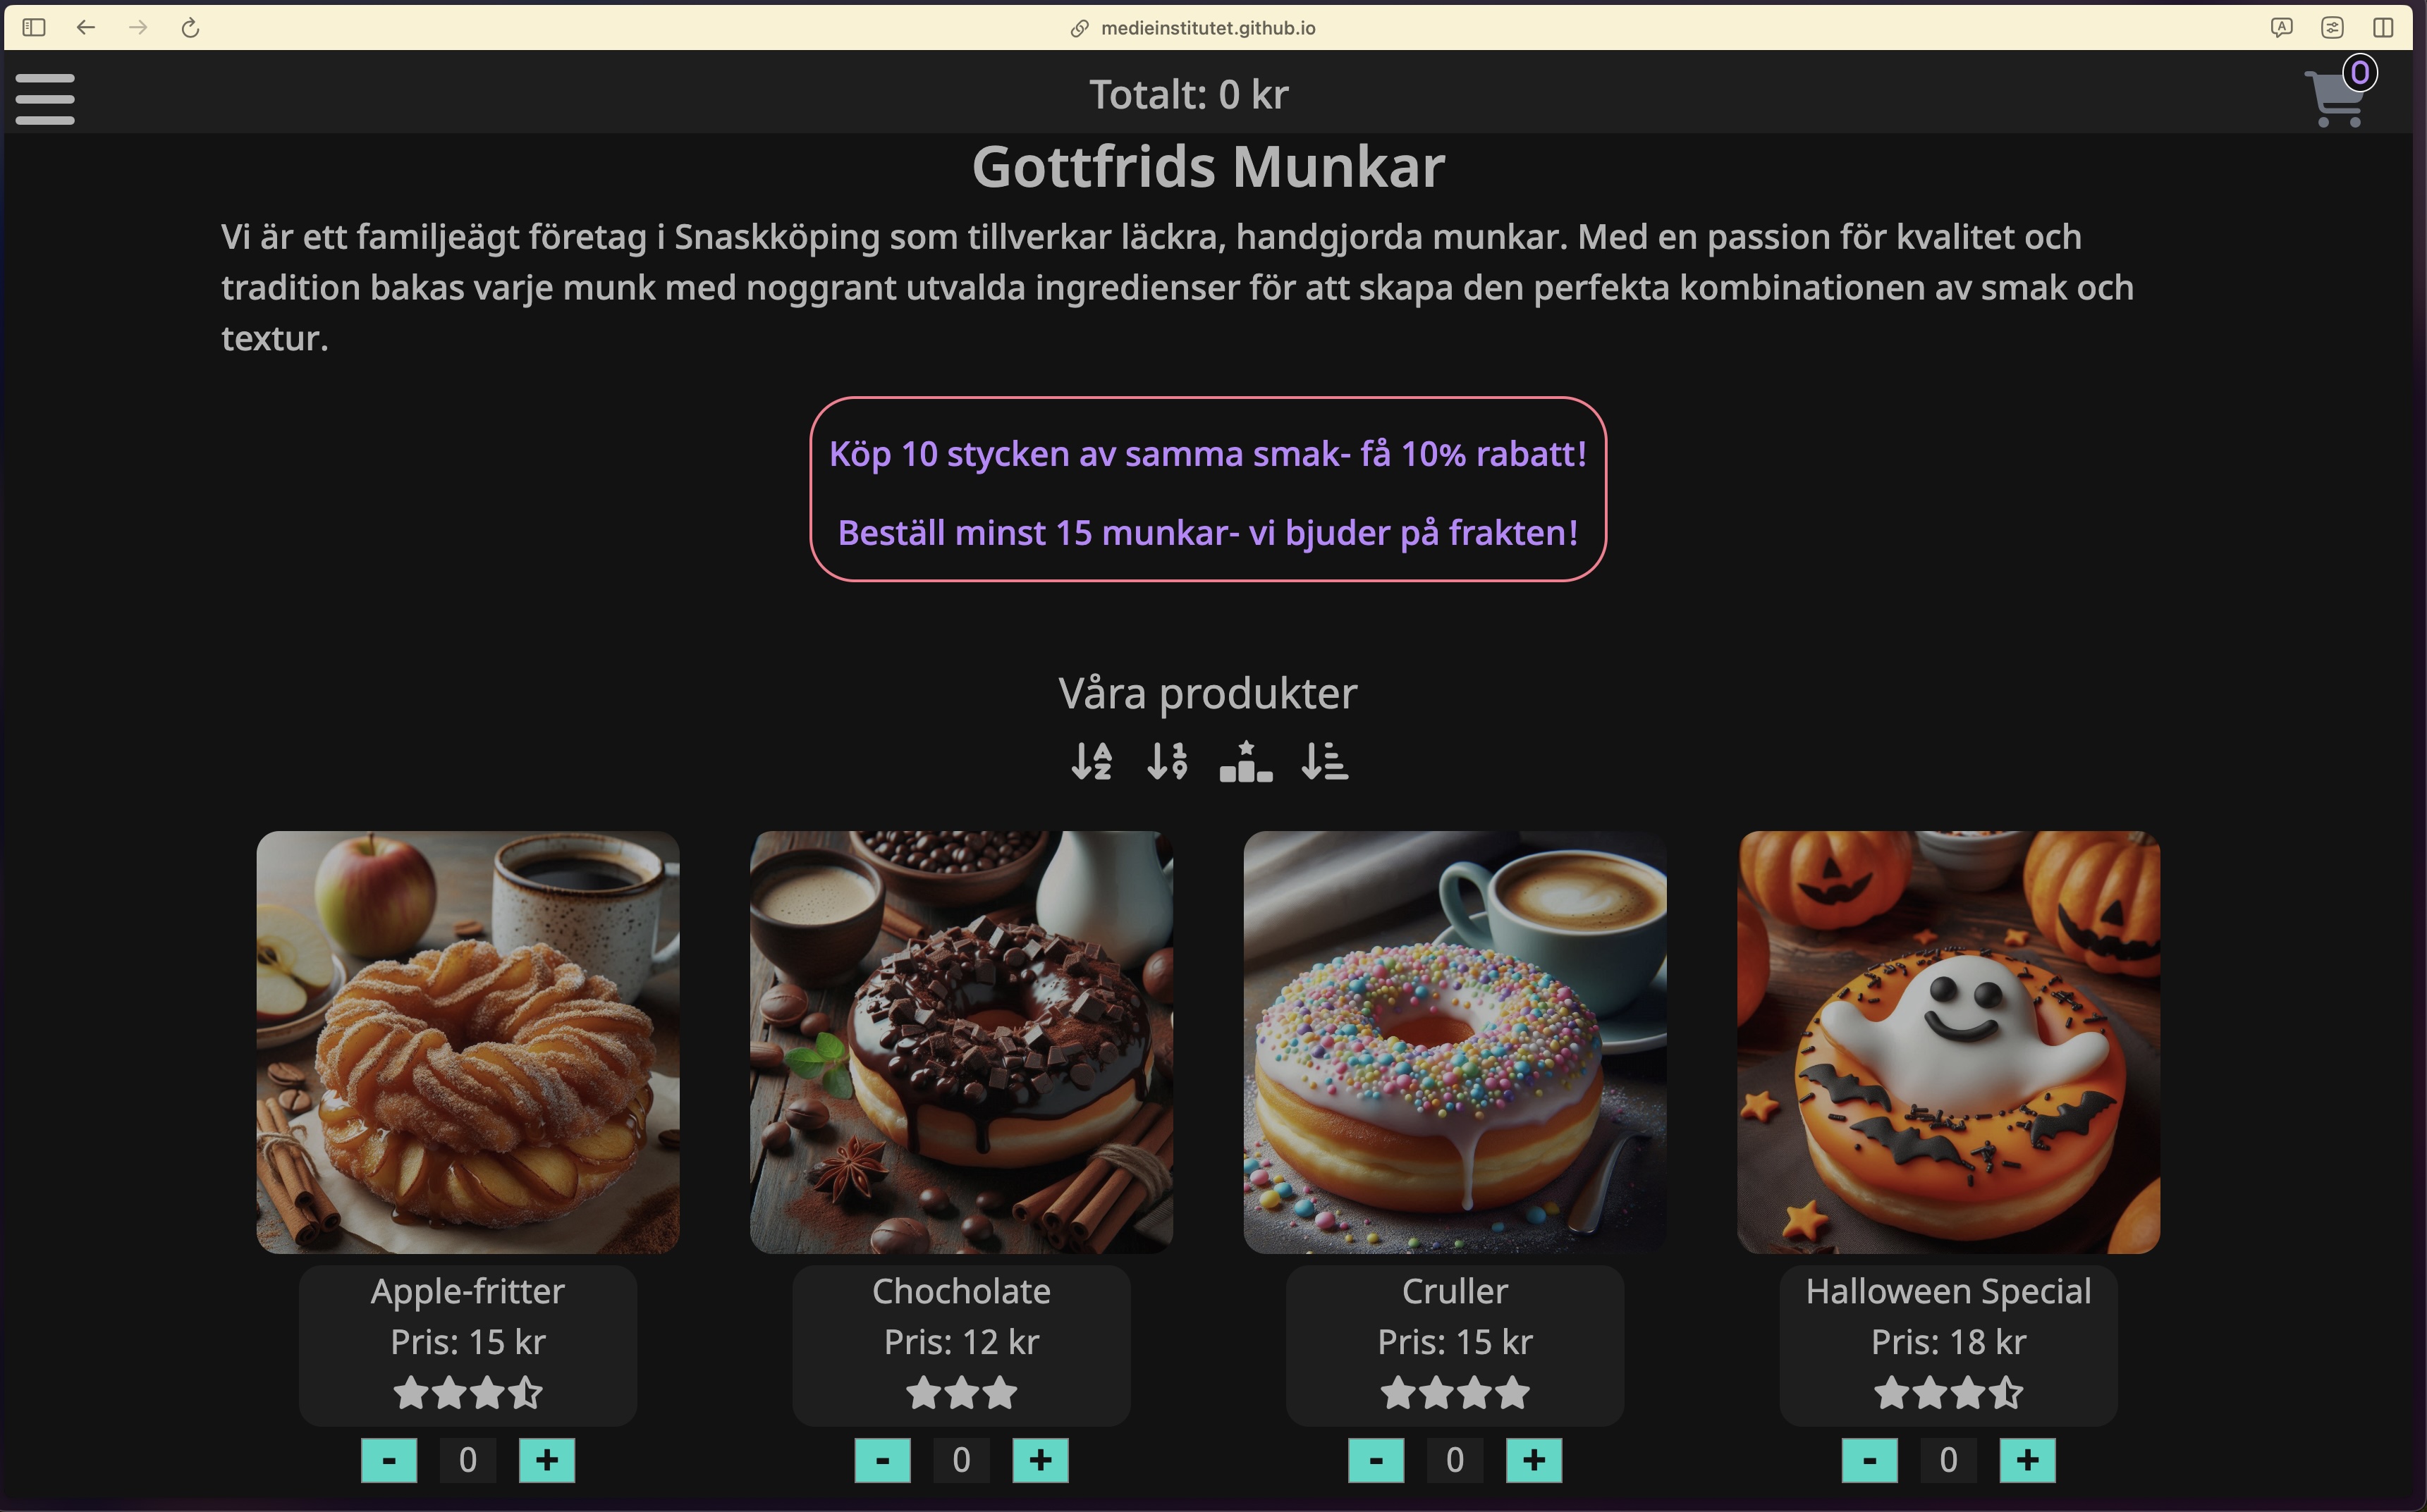 medieinstitutet.github.io
Totalt: 0 kr
0
Gottfrids Munkar
Vi är ett familjeägt företag i Snaskköping som tillverkar läckra, handgjorda munkar. Med en passion för kvalitet och
tradition bakas varje munk med noggrant utvalda ingredienser för att skapa den perfekta kombinationen av smak och
textur.
Köp 10 stycken av samma smak- få 10% rabatt!
Beställ minst 15 munkar- vi bjuder på frakten!
Våra produkter
Apple-fritter
Pris: 15 kr
- 0 +
Chocholate
Pris: 12 kr
- 0 +
Cruller
Pris: 15 kr
- 0 +
Halloween Special
Pris: 18 kr
- 0 +